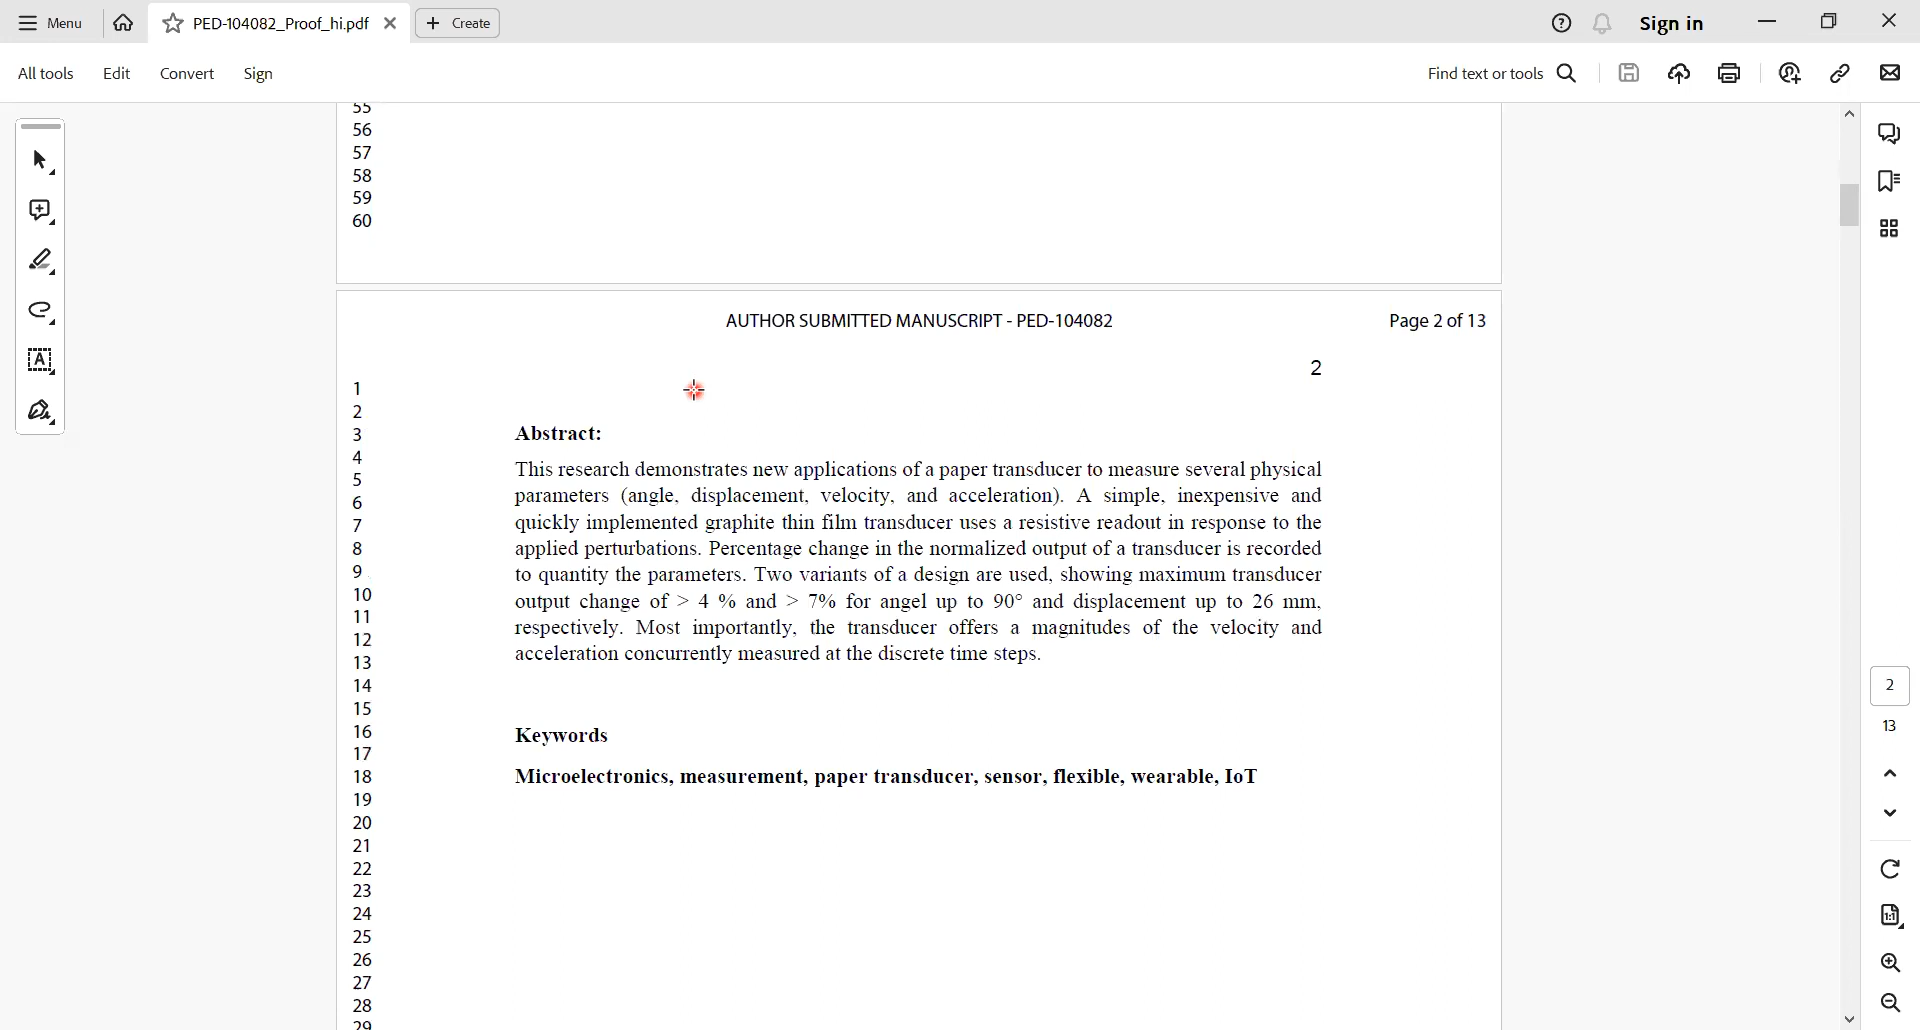 Menu
PED-104082_Proof_hi.pdf
Create
Sign in
All tools
Edit
Convert
Sign
Find text or tools
55
56
57
58
59
60
AUTHOR SUBMITTED MANUSCRIPT - PED-104082
Page 2 of 13
2
1
2
3
4
5
6
7
8
9
10
11
12
13
14
15
16
17
18
19
20
21
22
23
24
25
26
27
28
29
Abstract:
This research demonstrates new applications of a paper transducer to measure several physical
parameters (angle, displacement, velocity, and acceleration). A simple, inexpensive and
quickly implemented graphite thin film transducer uses a resistive readout in response to the
applied perturbations. Percentage change in the normalized output of a transducer is recorded
to quantity the parameters. Two variants of a design are used, showing maximum transducer
output change of > 4 % and > 7% for angel up to 90° and displacement up to 26 mm,
respectively. Most importantly, the transducer offers a magnitudes of the velocity and
acceleration concurrently measured at the discrete time steps.
Keywords
Microelectronics, measurement, paper transducer, sensor, flexible, wearable, IoT
2
13